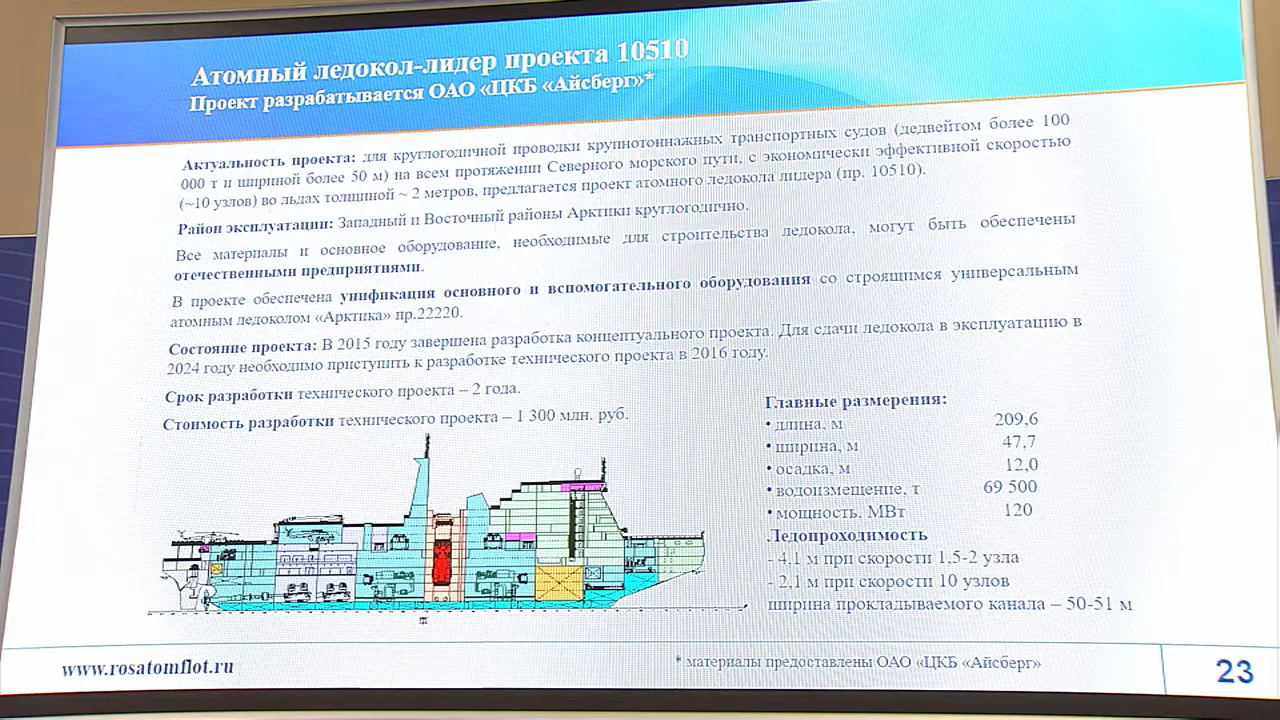 Атомный ледокол-лидер проекта 10510
Проект разрабатывается ОАО «ЦКБ «Айсберг»*
Актуальность проекта: для круглогодичной проводки крупнотоннажных транспортных судов (дедвейтом более 100
000 т и шириной более 50 м) на всем протяжении Северного морского пути, с экономически эффективной скоростью
(~10 узлов) во льдах толщиной ~ 2 метров, предлагается проект атомного ледокола лидера (пр. 10510).
Район эксплуатации: Западный и Восточный районы Арктики круглогодично.
Все материалы и основное оборудование, необходимые для строительства ледокола, могут быть обеспечены
отечественными предприятиями.
В проекте обеспечена унификация основного и вспомогательного оборудования со строящимся универсальным
атомным ледоколом «Арктика» пр.22220.
Состояние проекта: В 2015 году завершена разработка концептуального проекта. Для сдачи ледокола в эксплуатацию в
2024 году необходимо приступить к разработке технического проекта в 2016 году.
Срок разработки технического проекта – 2 года.
Стоимость разработки технического проекта – 1 300 млн. руб.
Главные размерения:
• длина, м 209,6
• ширина, м 47,7
• осадка, м 12,0
• водоизмещение, т 69 500
• мощность, МВт 120
Ледопроходимость
- 4,1 м при скорости 1,5-2 узла
- 2,1 м при скорости 10 узлов
ширина прокладываемого канала – 50-51 м
www.rosatomflot.ru
* материалы предоставлены ОАО «ЦКБ «Айсберг»
23